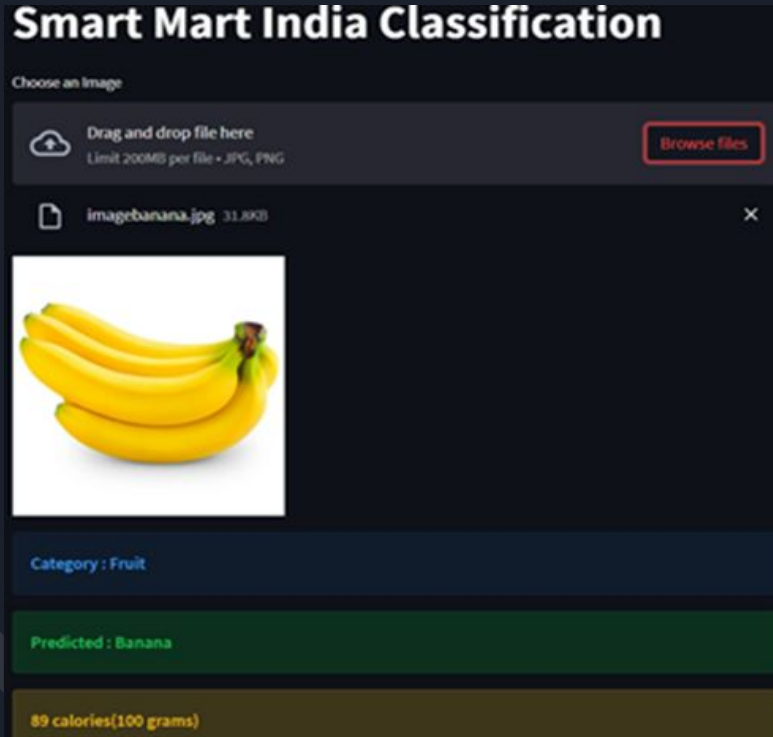 Smart Mart India Classification
Choose an Image
Drag and drop file here
Limit 200MB per file • JPG, PNG
Browse files
imagebanana.jpg 31.8KB
Category : Fruit
Predicted : Banana
89 calories(100 grams)